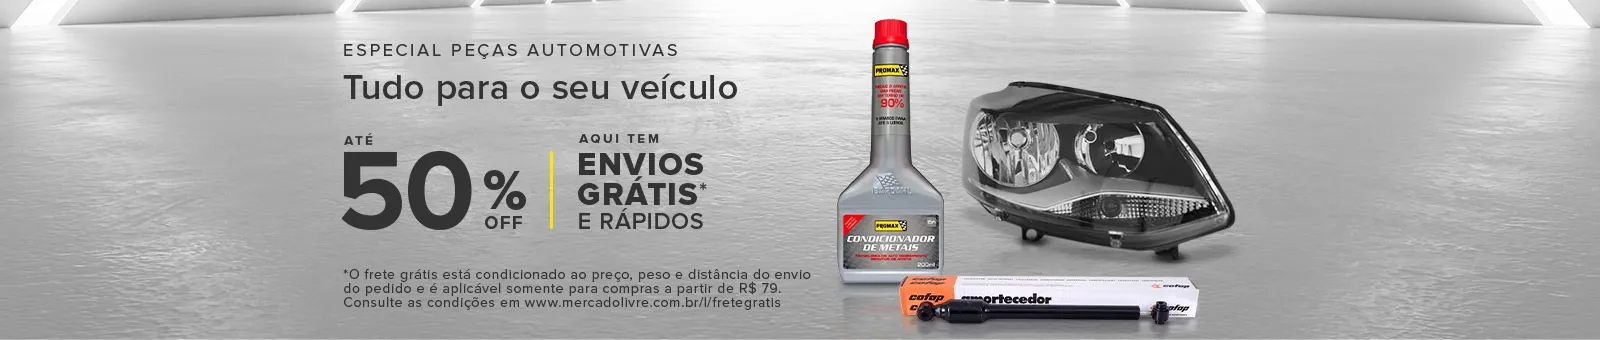 ESPECIAL PEÇAS AUTOMOTIVAS
Tudo para o seu veículo
ATÉ
50%
OFF
AQUI TEM
ENVIOS
GRÁTIS*
E RÁPIDOS
*O frete grátis está condicionado ao preço, peso e distância do envio
do pedido e é aplicável somente para compras a partir de R$ 79.
Consulte as condições em www.mercadolivre.com.br/l/fretegratis
PROMAX
90%
PROMAX
CONDICIONADOR
DE METAIS
200ml
cofap
amortecedor
cofap
cofap